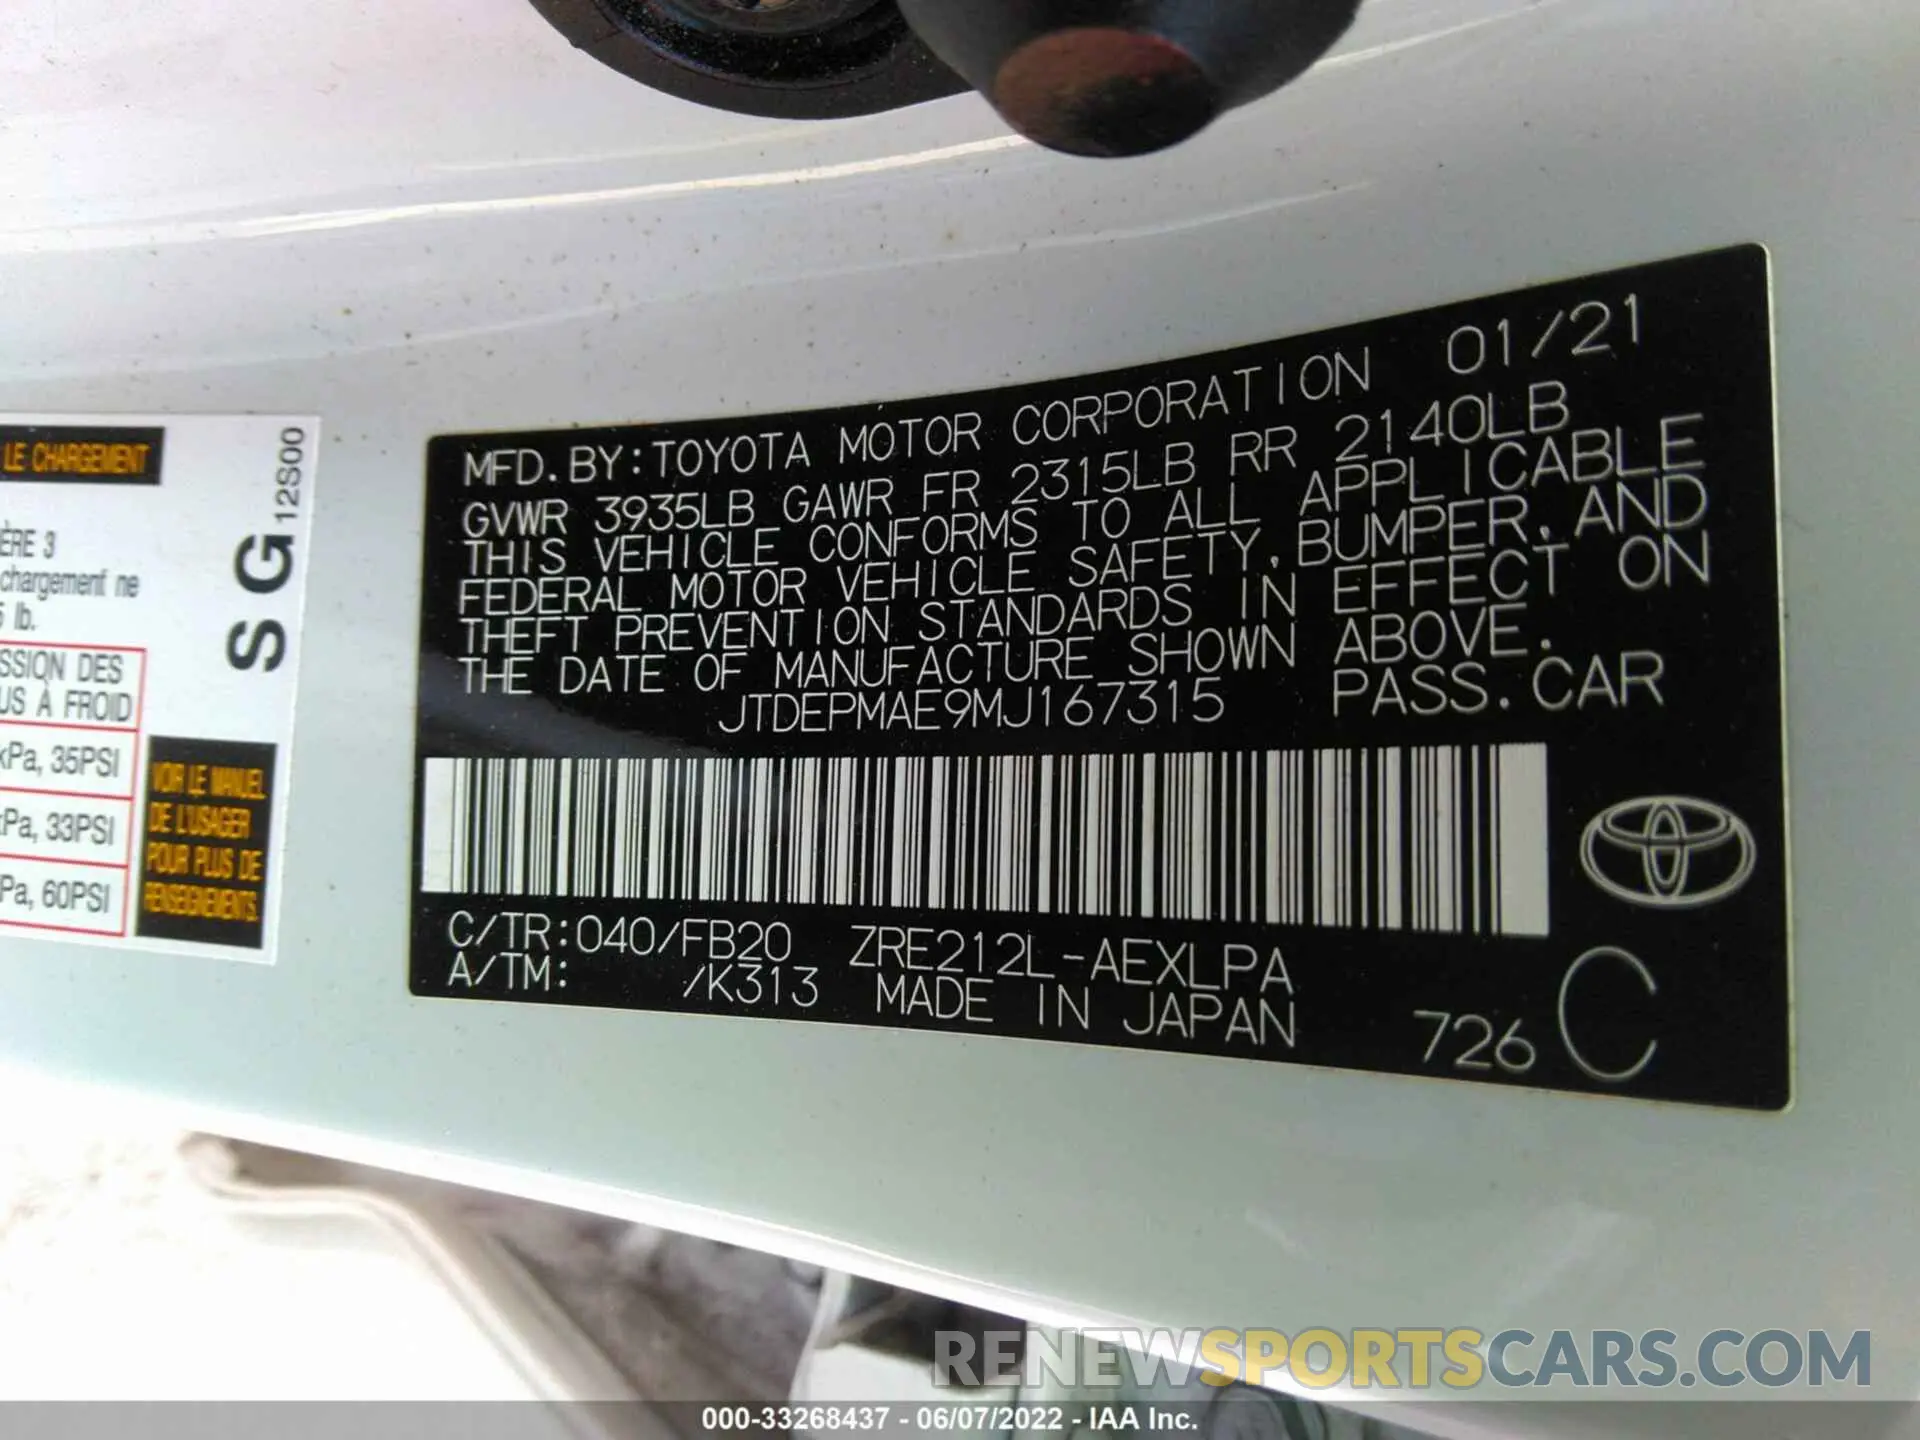 LE CHARGEMENT
12S00
S G
ÈRE 3
chargement ne
lb.
SSION DES
US À FROID
kPa, 35PSI
kPa, 33PSI
Pa, 60PSI
VOIR LE MANUEL
DE L'USAGER
POUR PLUS DE
RENSEIGNEMENTS.
MFD. BY: TOYOTA MOTOR CORPORATION 01/21
GVWR 3935LB GAWR FR 2315LB RR 2140LB
THIS VEHICLE CONFORMS TO ALL APPLICABLE
FEDERAL MOTOR VEHICLE SAFETY, BUMPER, AND
THEFT PREVENTION STANDARDS IN EFFECT ON
THE DATE OF MANUFACTURE SHOWN ABOVE.
JTDEPMAE9MJ167315 PASS. CAR
C/TR:040/FB20 ZRE212L-AEXLPA
A/TM: /K313 MADE IN JAPAN 726 C
RENEWSPORTSCARS.COM
000-33268437 - 06/07/2022 - IAA Inc.